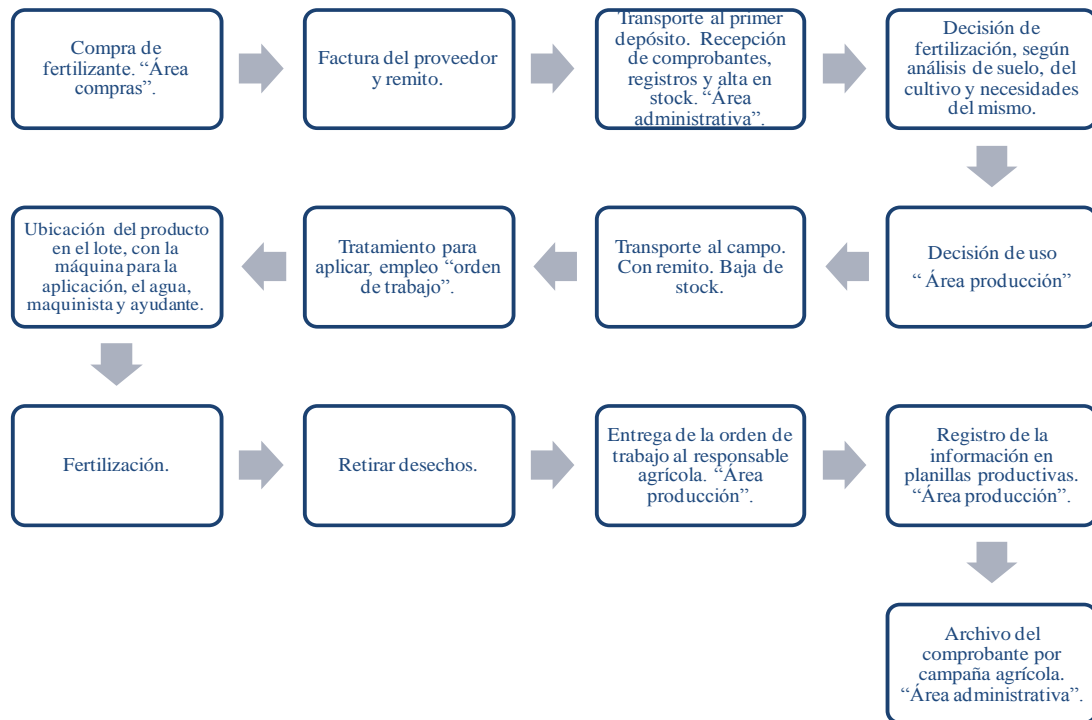 Compra de
fertilizante. “Área
compras”.
Factura del proveedor
y remito.
Transporte al primer
depósito. Recepción
de comprobantes,
registros y alta en
stock. “Área
administrativa”.
Decisión de
fertilización, según
análisis de suelo, del
cultivo y necesidades
del mismo.
Decisión de uso
“ Área producción”
Transporte al campo.
Con remito. Baja de
stock.
Tratamiento para
aplicar, empleo “orden
de trabajo”.
Ubicación del producto
en el lote, con la
máquina para la
aplicación, el agua,
maquinista y ayudante.
Fertilización.
Retirar desechos.
Entrega de la orden de
trabajo al responsable
agrícola. “Área
producción”.
Registro de la
información en
planillas productivas.
“Área producción”.
Archivo del
comprobante por
campaña agrícola.
“Área administrativa”.